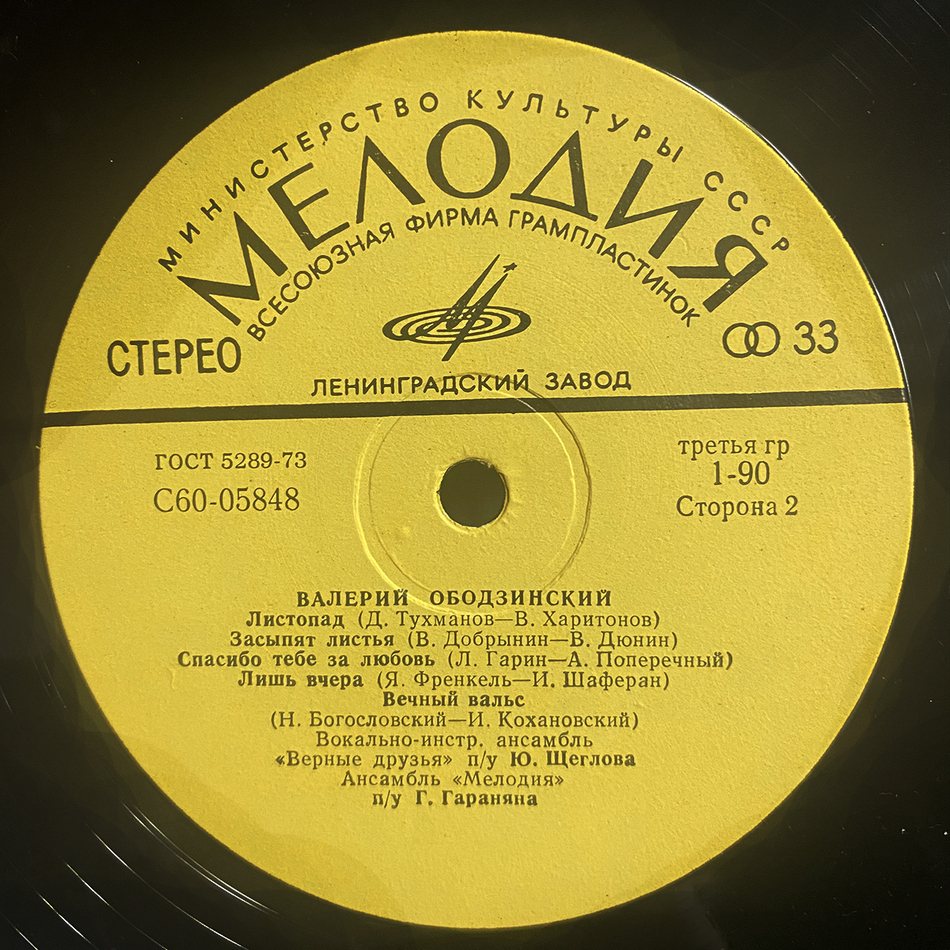 МИНИСТЕРСТВО КУЛЬТУРЫ СССР
МЕЛОДИЯ
ВСЕСОЮЗНАЯ ФИРМА ГРАМПЛАСТИНОК
СТЕРЕО
33
ЛЕНИНГРАДСКИЙ ЗАВОД
ГОСТ 5289-73
С60-05848
третья гр
1-90
Сторона 2
ВАЛЕРИЙ ОБОДЗИНСКИЙ
Листопад (Д. Тухманов—В. Харитонов)
Засыпят листья (В. Добрынин—В. Дюнин)
Спасибо тебе за любовь (Л. Гарин—А. Поперечный)
Лишь вчера (Я. Френкель—И. Шаферан)
Вечный вальс
(Н. Богословский—И. Кохановский)
Вокально-инстр. ансамбль
«Верные друзья» п/у Ю. Щеглова
Ансамбль «Мелодия»
п/у Г. Гараняна